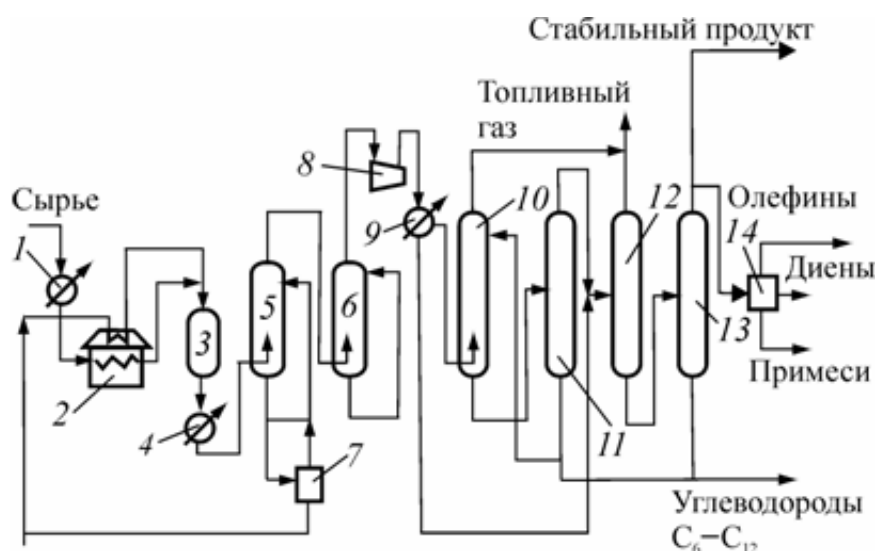 Стабильный продукт
Топливный
газ
8
Сырье
1
9
10
12
Олефины
14
Диены
5
6
3
13
2
Примеси
4
11
7
Углеводороды
C₆−C₁₂